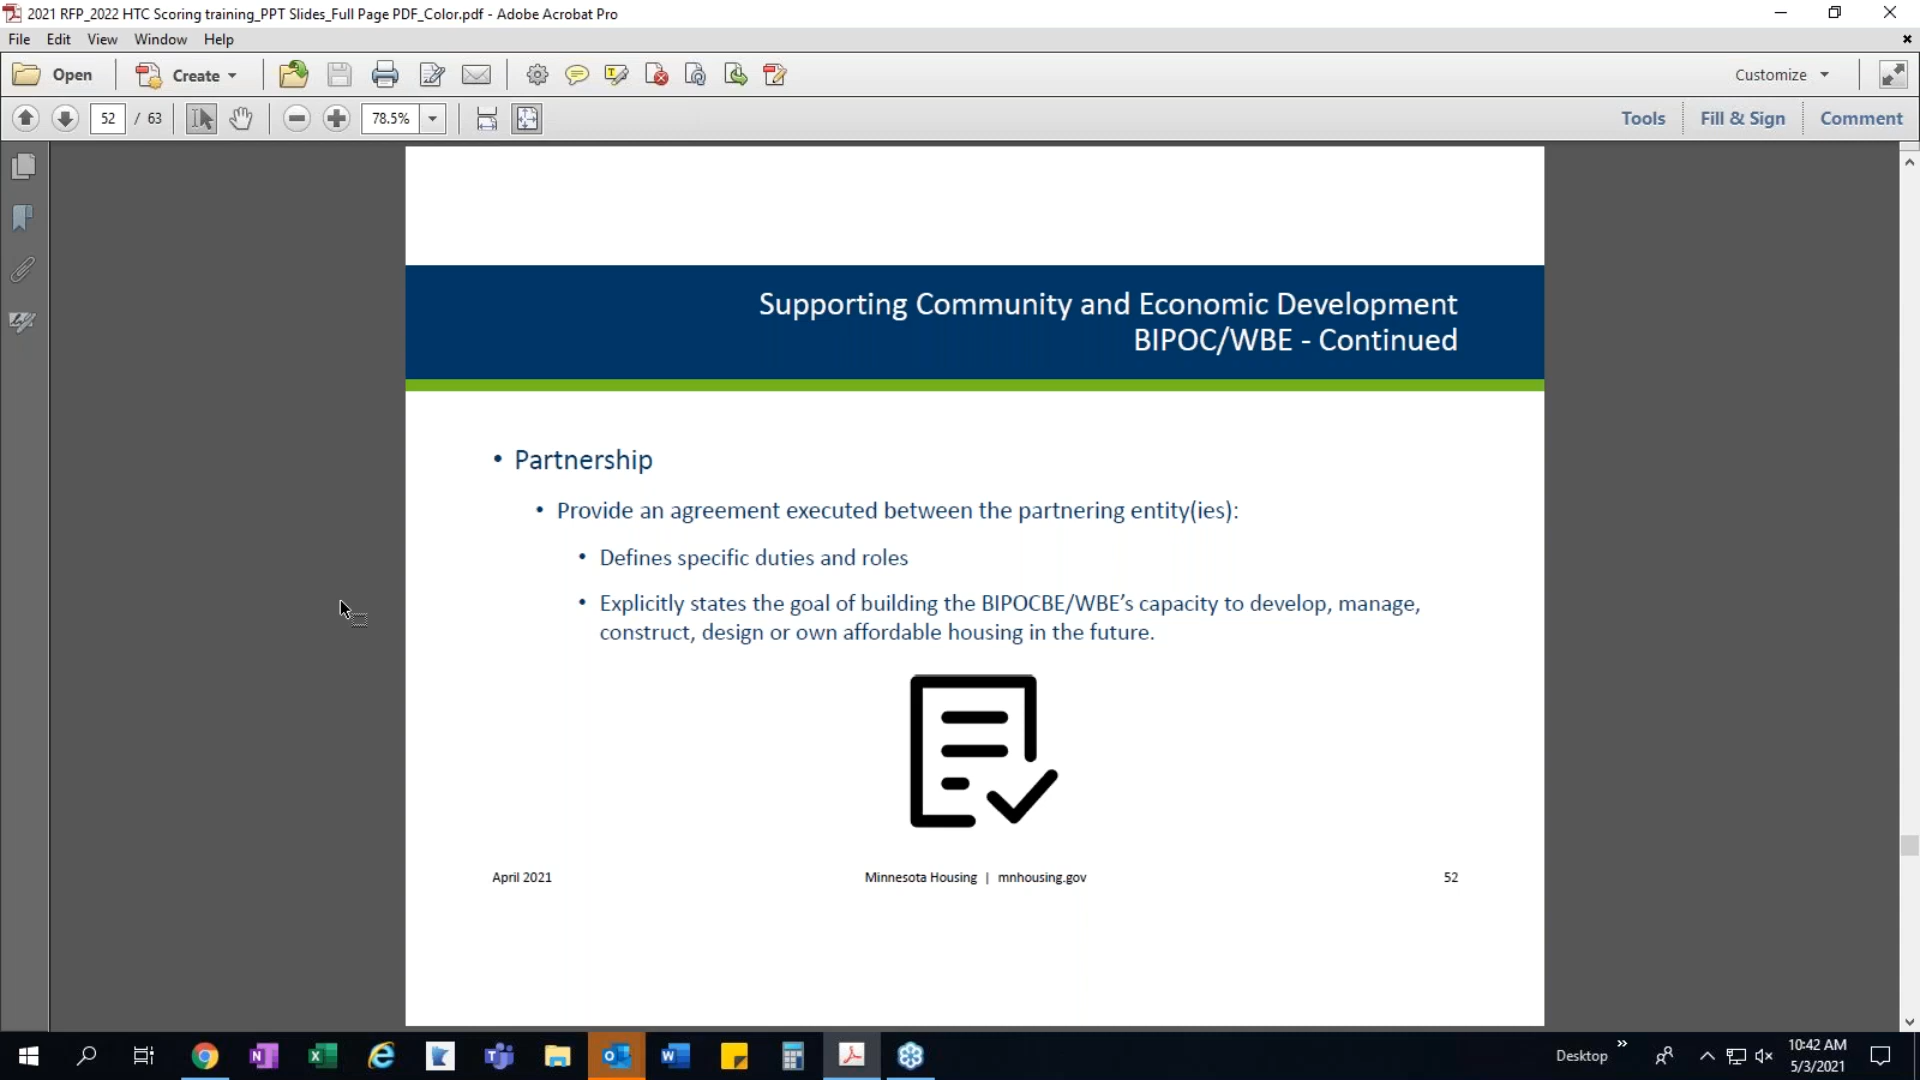 2021 RFP_2022 HTC Scoring training_PPT Slides_Full Page PDF_Color.pdf - Adobe Acrobat Pro
File Edit View Window Help
Open Create Customize
52 / 63 78.5% Tools Fill & Sign Comment
Supporting Community and Economic Development
BIPOC/WBE - Continued
• Partnership
• Provide an agreement executed between the partnering entity(ies):
• Defines specific duties and roles
• Explicitly states the goal of building the BIPOCBE/WBE’s capacity to develop, manage,
construct, design or own affordable housing in the future.
April 2021 Minnesota Housing | mnhousing.gov 52
Desktop 10:42 AM
5/3/2021